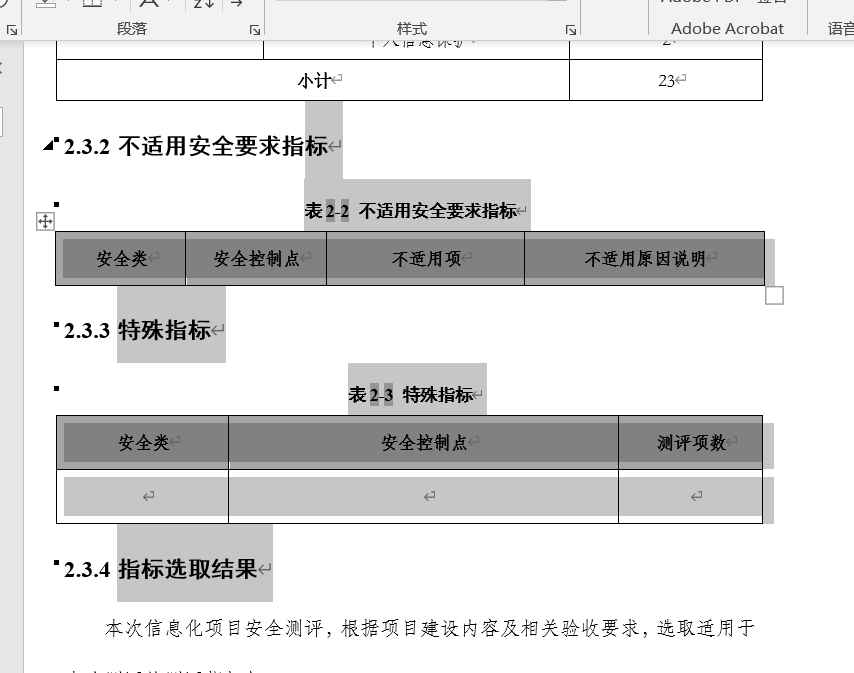 段落
样式
Adobe Acrobat
语音
小计 23
2.3.2 不适用安全要求指标
表 2-2 不适用安全要求指标
安全类 安全控制点 不适用项 不适用原因说明
2.3.3 特殊指标
表 2-3 特殊指标
安全类 安全控制点 测评项数
2.3.4 指标选取结果
本次信息化项目安全测评，根据项目建设内容及相关验收要求，选取适用于